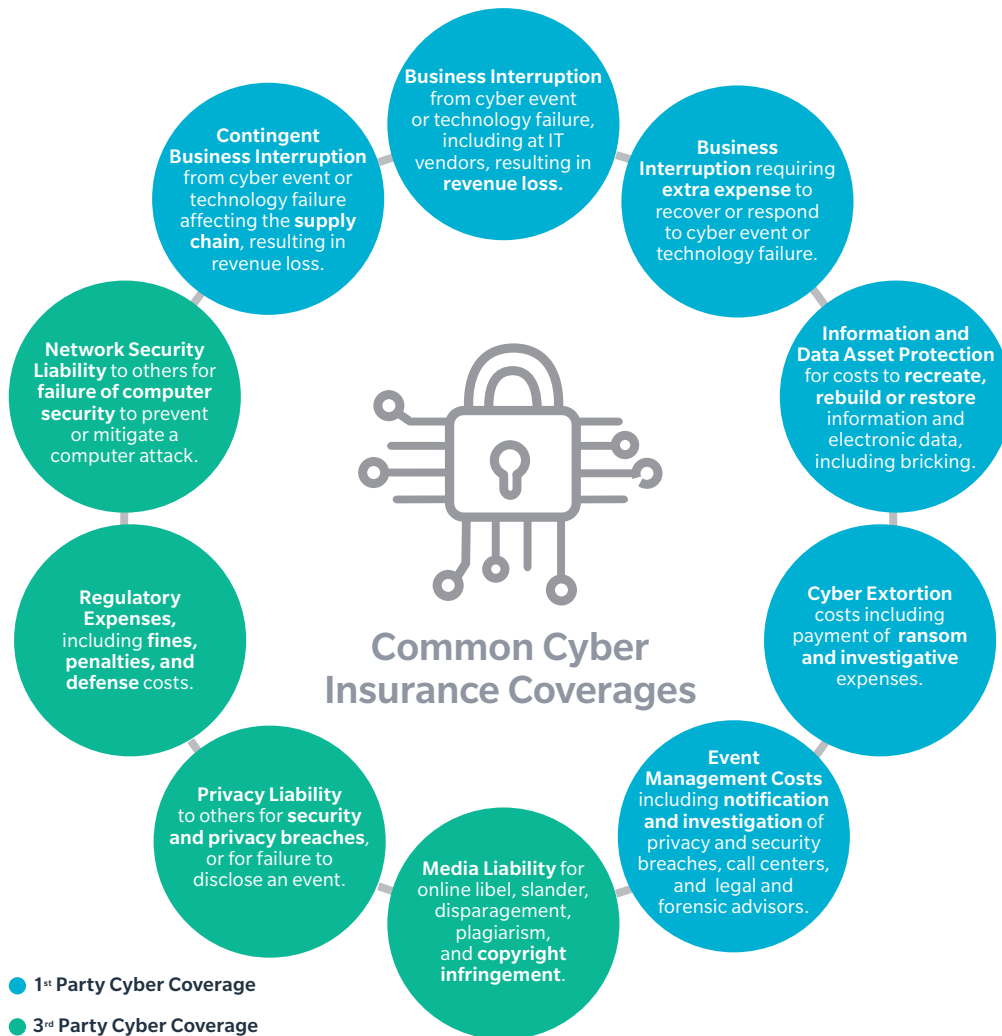 Business Interruption
from cyber event
or technology failure,
including at IT
vendors, resulting in
revenue loss.
Business
Interruption requiring
extra expense to
recover or respond
to cyber event or
technology failure.
Information and
Data Asset Protection
for costs to recreate,
rebuild or restore
information and
electronic data,
including bricking.
Cyber Extortion
costs including
payment of ransom
and investigative
expenses.
Event
Management Costs
including notification
and investigation of
privacy and security
breaches, call centers,
and legal and
forensic advisors.
Media Liability for
online libel, slander,
disparagement,
plagiarism,
and copyright
infringement.
Privacy Liability
to others for security
and privacy breaches,
or for failure to
disclose an event.
Regulatory
Expenses,
including fines,
penalties, and
defense costs.
Network Security
Liability to others for
failure of computer
security to prevent
or mitigate a
computer attack.
Contingent
Business Interruption
from cyber event or
technology failure
affecting the supply
chain, resulting in
revenue loss.
Common Cyber
Insurance Coverages
1st Party Cyber Coverage
3rd Party Cyber Coverage